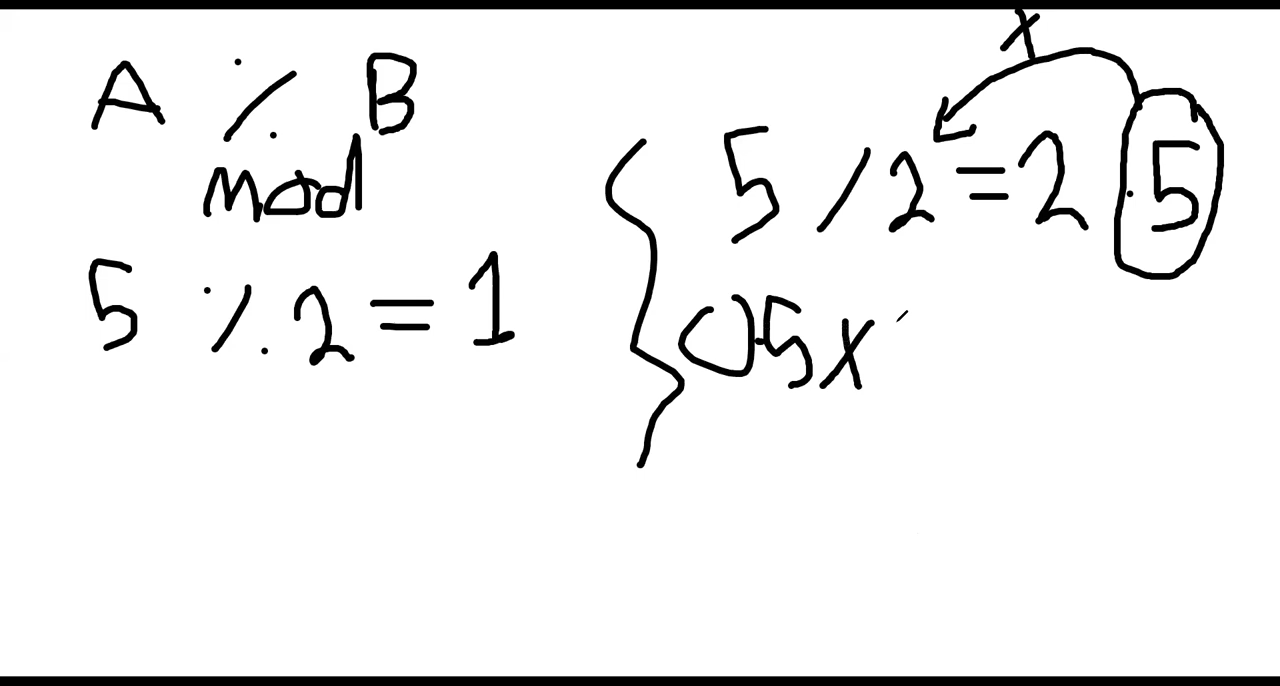 A % B
mod
5 % 2 = 1
x
5 / 2 = 2.5
0.5x